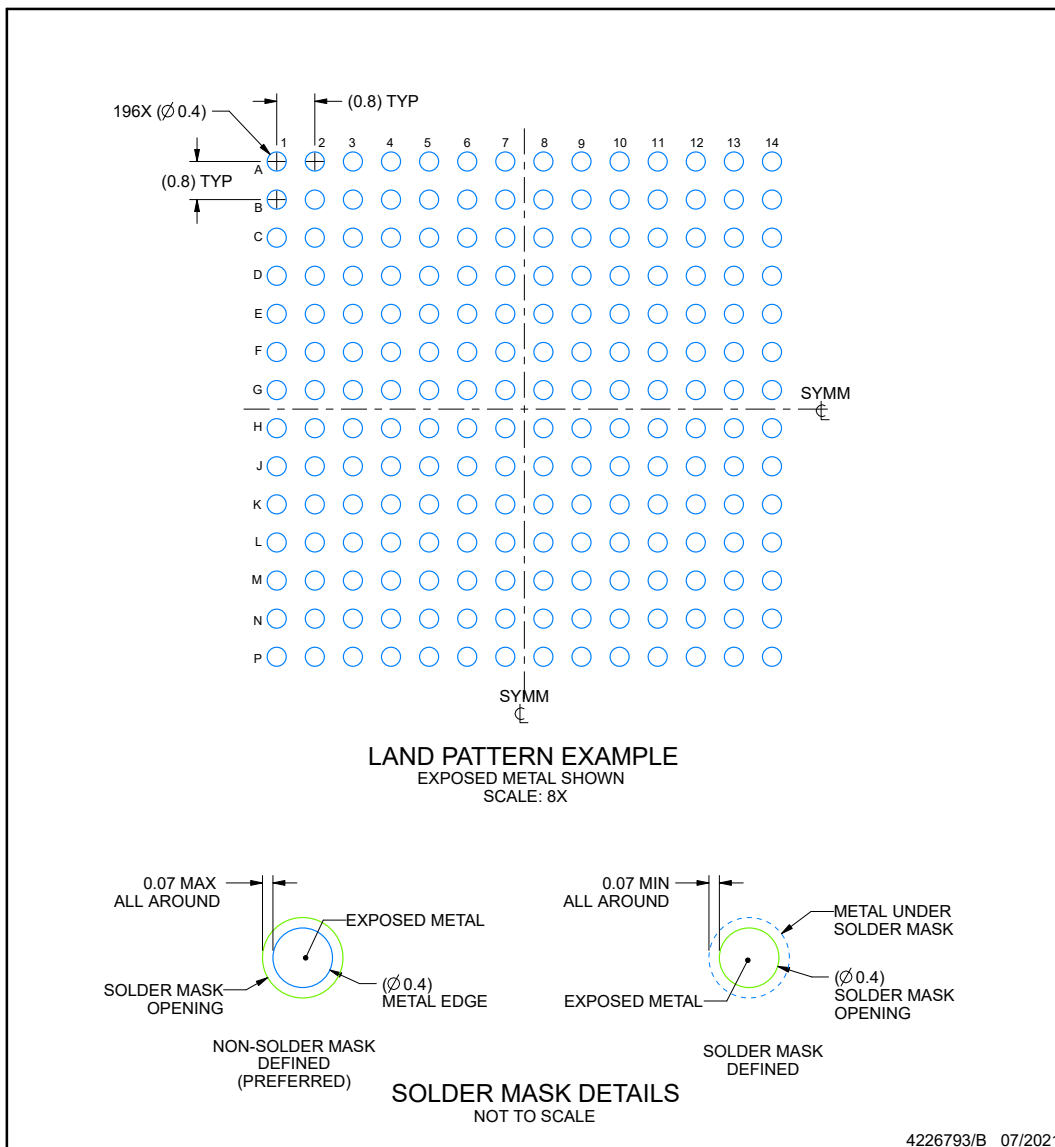 196X (∅ 0.4)
(0.8) TYP
(0.8) TYP
1 2 3 4 5 6 7 8 9 10 11 12 13 14
A
B
C
D
E
F
G
H
J
K
L
M
N
P
SYMM
℄
SYMM
℄
LAND PATTERN EXAMPLE
EXPOSED METAL SHOWN
SCALE: 8X
0.07 MAX
ALL AROUND
EXPOSED METAL
(∅ 0.4)
METAL EDGE
SOLDER MASK
OPENING
NON-SOLDER MASK
DEFINED
(PREFERRED)
0.07 MIN
ALL AROUND
METAL UNDER
SOLDER MASK
(∅ 0.4)
SOLDER MASK
OPENING
EXPOSED METAL
SOLDER MASK
DEFINED
SOLDER MASK DETAILS
NOT TO SCALE
4226793/B 07/2021